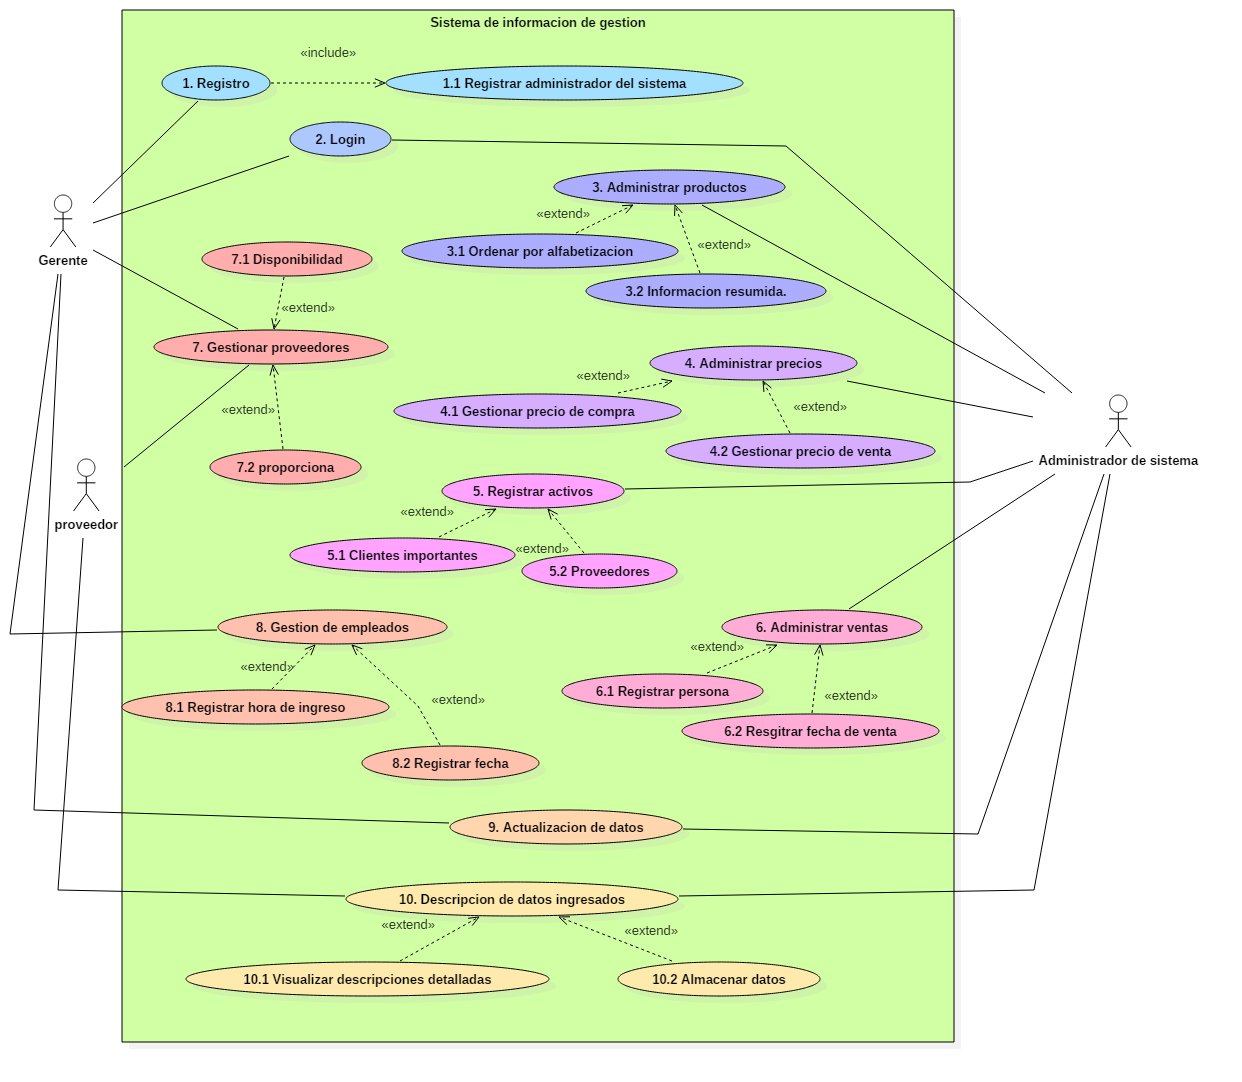 Sistema de informacion de gestion
«include»
1. Registro
1.1 Registrar administrador del sistema
2. Login
3. Administrar productos
«extend»
3.1 Ordenar por alfabetizacion
«extend»
3.2 Informacion resumida.
Gerente
7.1 Disponibilidad
«extend»
7. Gestionar proveedores
«extend»
7.2 proporciona
4. Administrar precios
«extend»
4.1 Gestionar precio de compra
«extend»
4.2 Gestionar precio de venta
Administrador de sistema
proveedor
5. Registrar activos
«extend»
5.1 Clientes importantes
«extend»
5.2 Proveedores
8. Gestion de empleados
«extend»
8.1 Registrar hora de ingreso
«extend»
8.2 Registrar fecha
6. Administrar ventas
«extend»
6.1 Registrar persona
«extend»
6.2 Resgitrar fecha de venta
9. Actualizacion de datos
10. Descripcion de datos ingresados
«extend»
«extend»
10.1 Visualizar descripciones detalladas
10.2 Almacenar datos